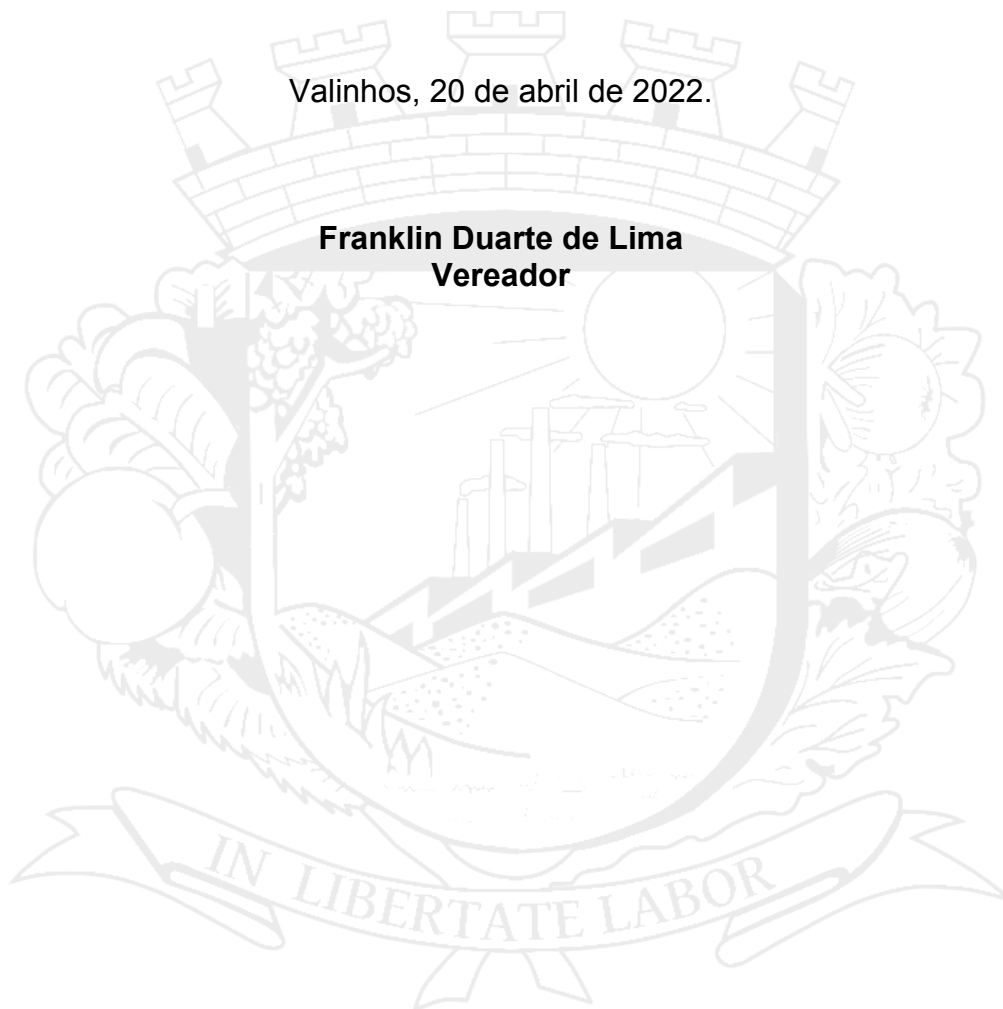 Valinhos, 20 de abril de 2022.
Franklin Duarte de Lima
Vereador
IN LIBERTATE LABOR